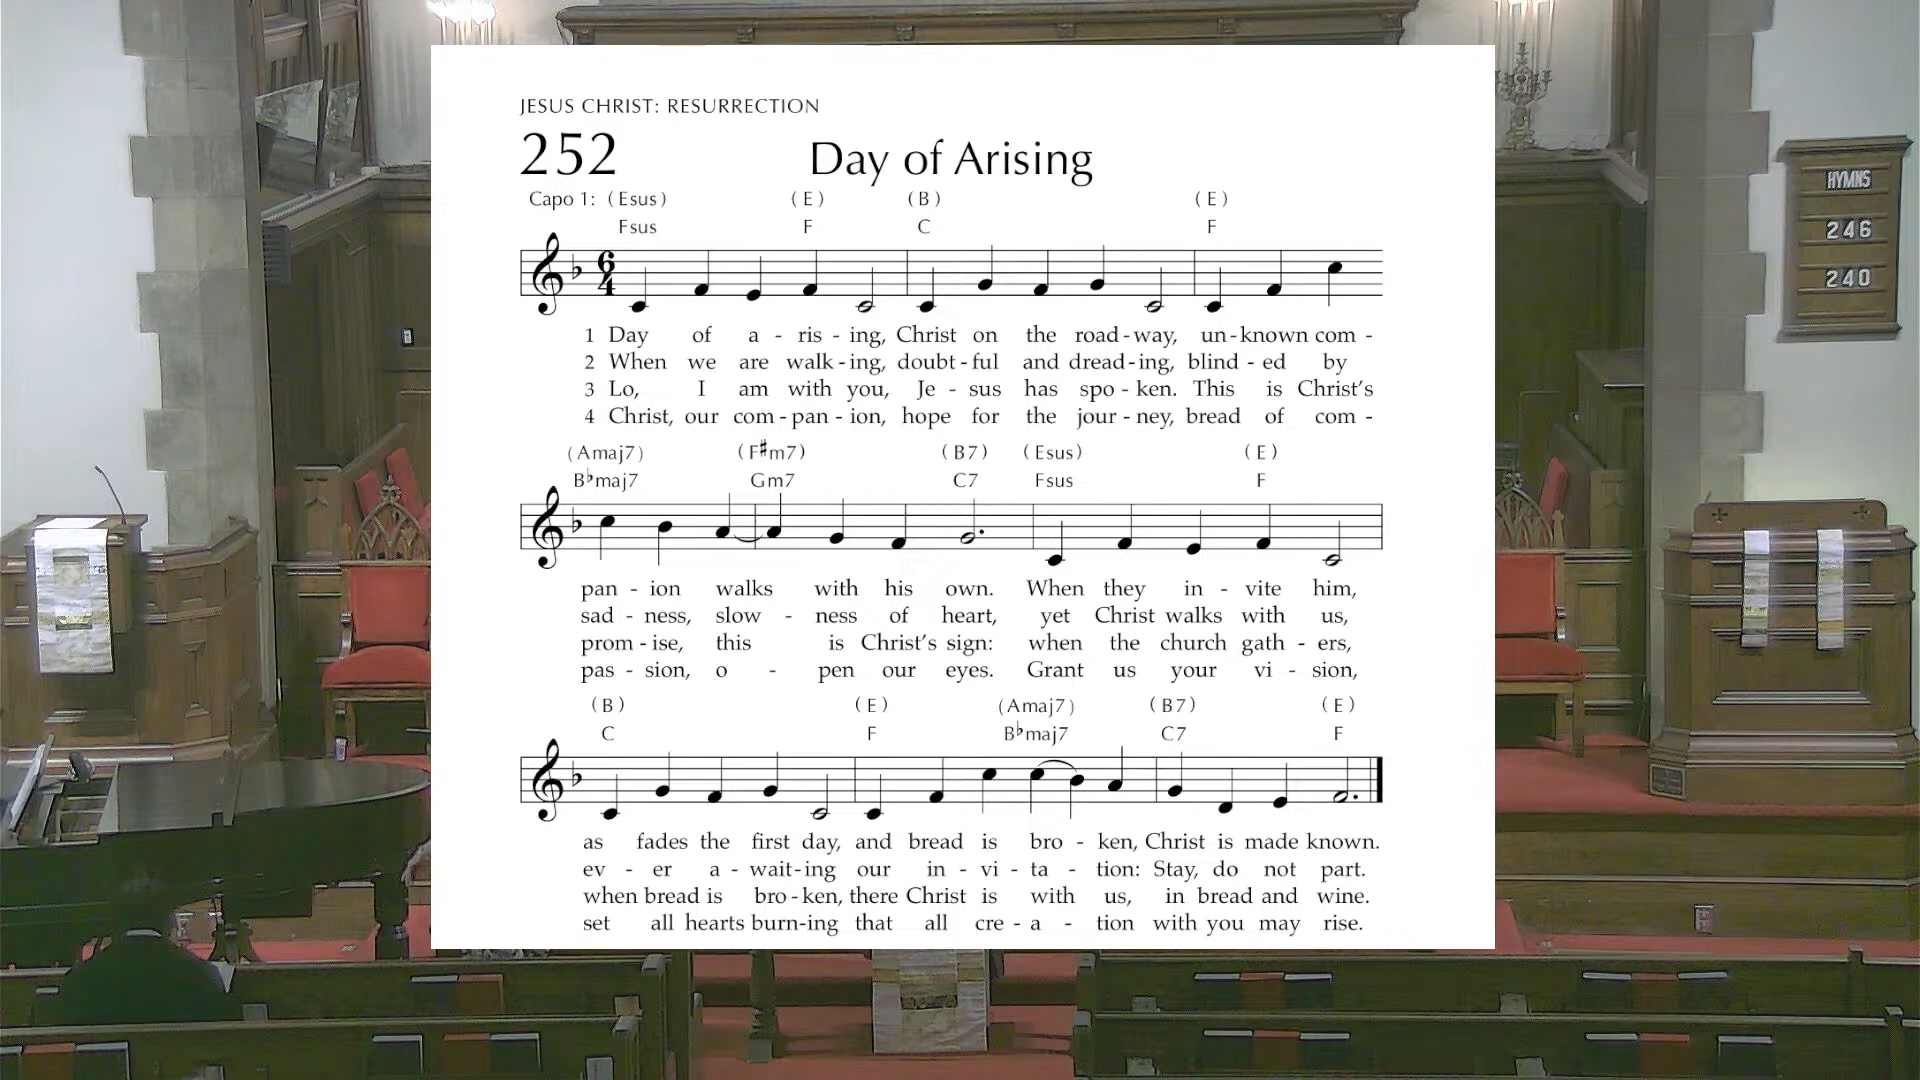 JESUS CHRIST: RESURRECTION
252 Day of Arising
Capo 1: (Esus) (E) (B) (E)
Fsus F C F
1 Day of a - ris - ing, Christ on the road - way, un - known com -
2 When we are walk - ing, doubt - ful and dread - ing, blind - ed by
3 Lo, I am with you, Je - sus has spo - ken. This is Christ's
4 Christ, our com - pan - ion, hope for the jour - ney, bread of com -
(Amaj7) (F♯m7) (B7) (Esus) (E)
B♭maj7 Gm7 C7 Fsus F
pan - ion walks with his own. When they in - vite him,
sad - ness, slow - ness of heart, yet Christ walks with us,
prom - ise, this is Christ's sign: when the church gath - ers,
pas - sion, o - pen our eyes. Grant us your vi - sion,
(B) (E) (Amaj7) (B7) (E)
C F B♭maj7 C7 F
as fades the first day, and bread is bro - ken, Christ is made known.
ev - er a - wait - ing our in - vi - ta - tion: Stay, do not part.
when bread is bro - ken, there Christ is with us, in bread and wine.
set all hearts burn - ing that all cre - a - tion with you may rise.
HYMNS
246
240